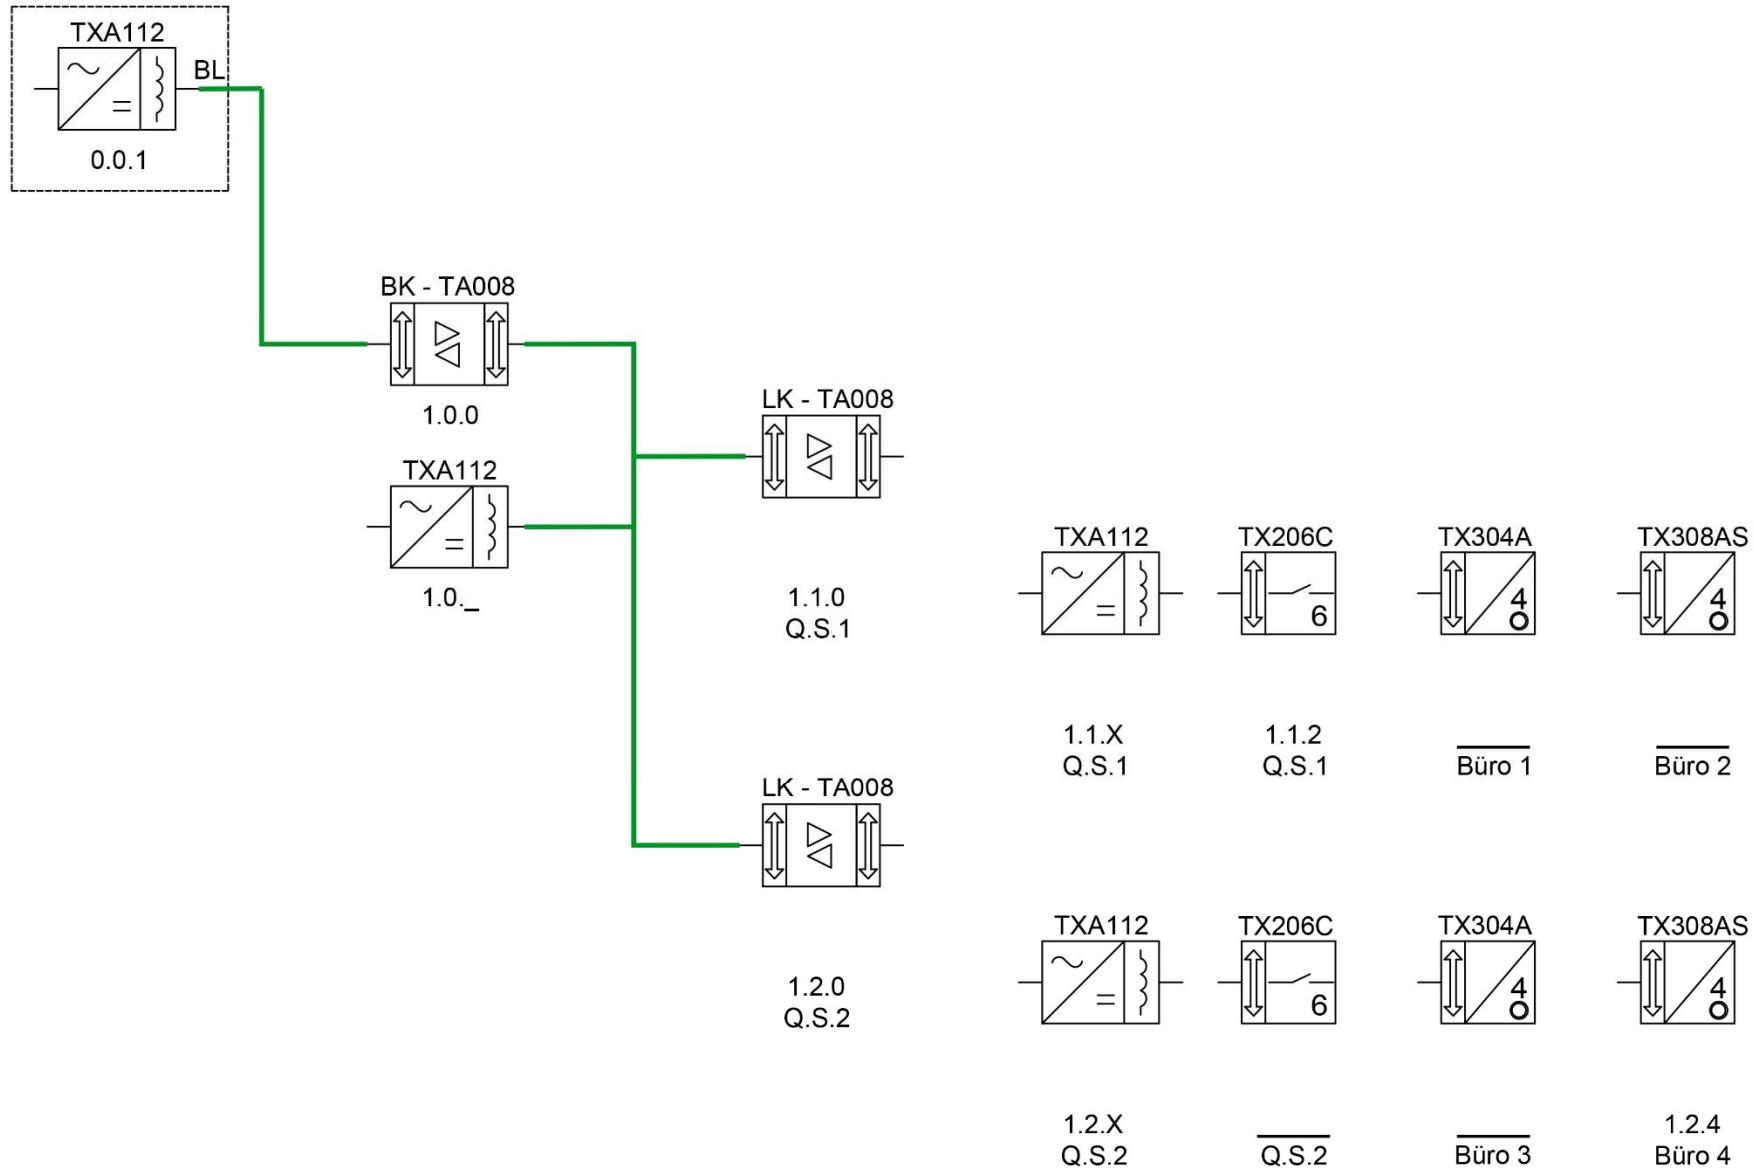 TXA112
BL
0.0.1
BK - TA008
1.0.0
LK - TA008
TXA112
1.0._
1.1.0
Q.S.1
TXA112
TX206C
TX304A
TX308AS
6
4
4
1.1.X
Q.S.1
1.1.2
Q.S.1
Büro 1
Büro 2
LK - TA008
1.2.0
Q.S.2
TXA112
TX206C
TX304A
TX308AS
6
4
4
1.2.X
Q.S.2
Q.S.2
Büro 3
1.2.4
Büro 4